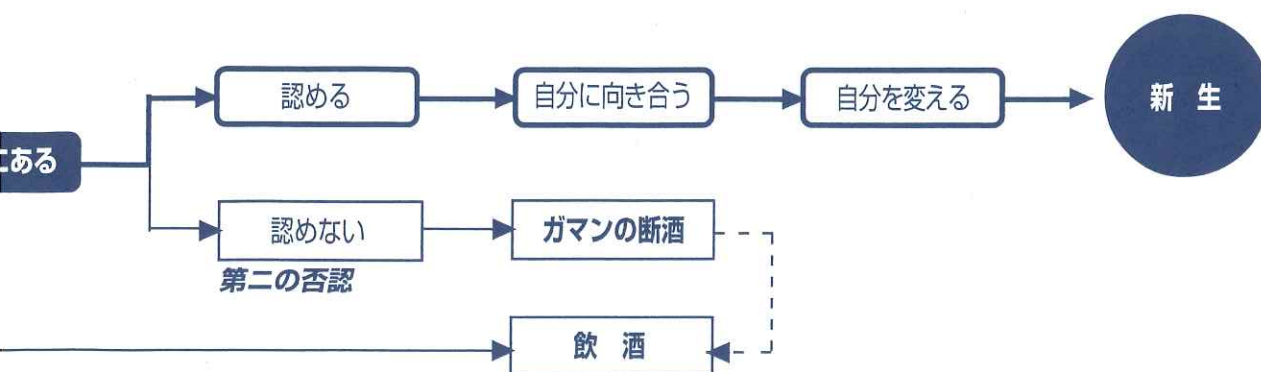 認める
自分に向き合う
自分を変える
新 生
にある
認めない
ガマンの断酒
第二の否認
飲 酒